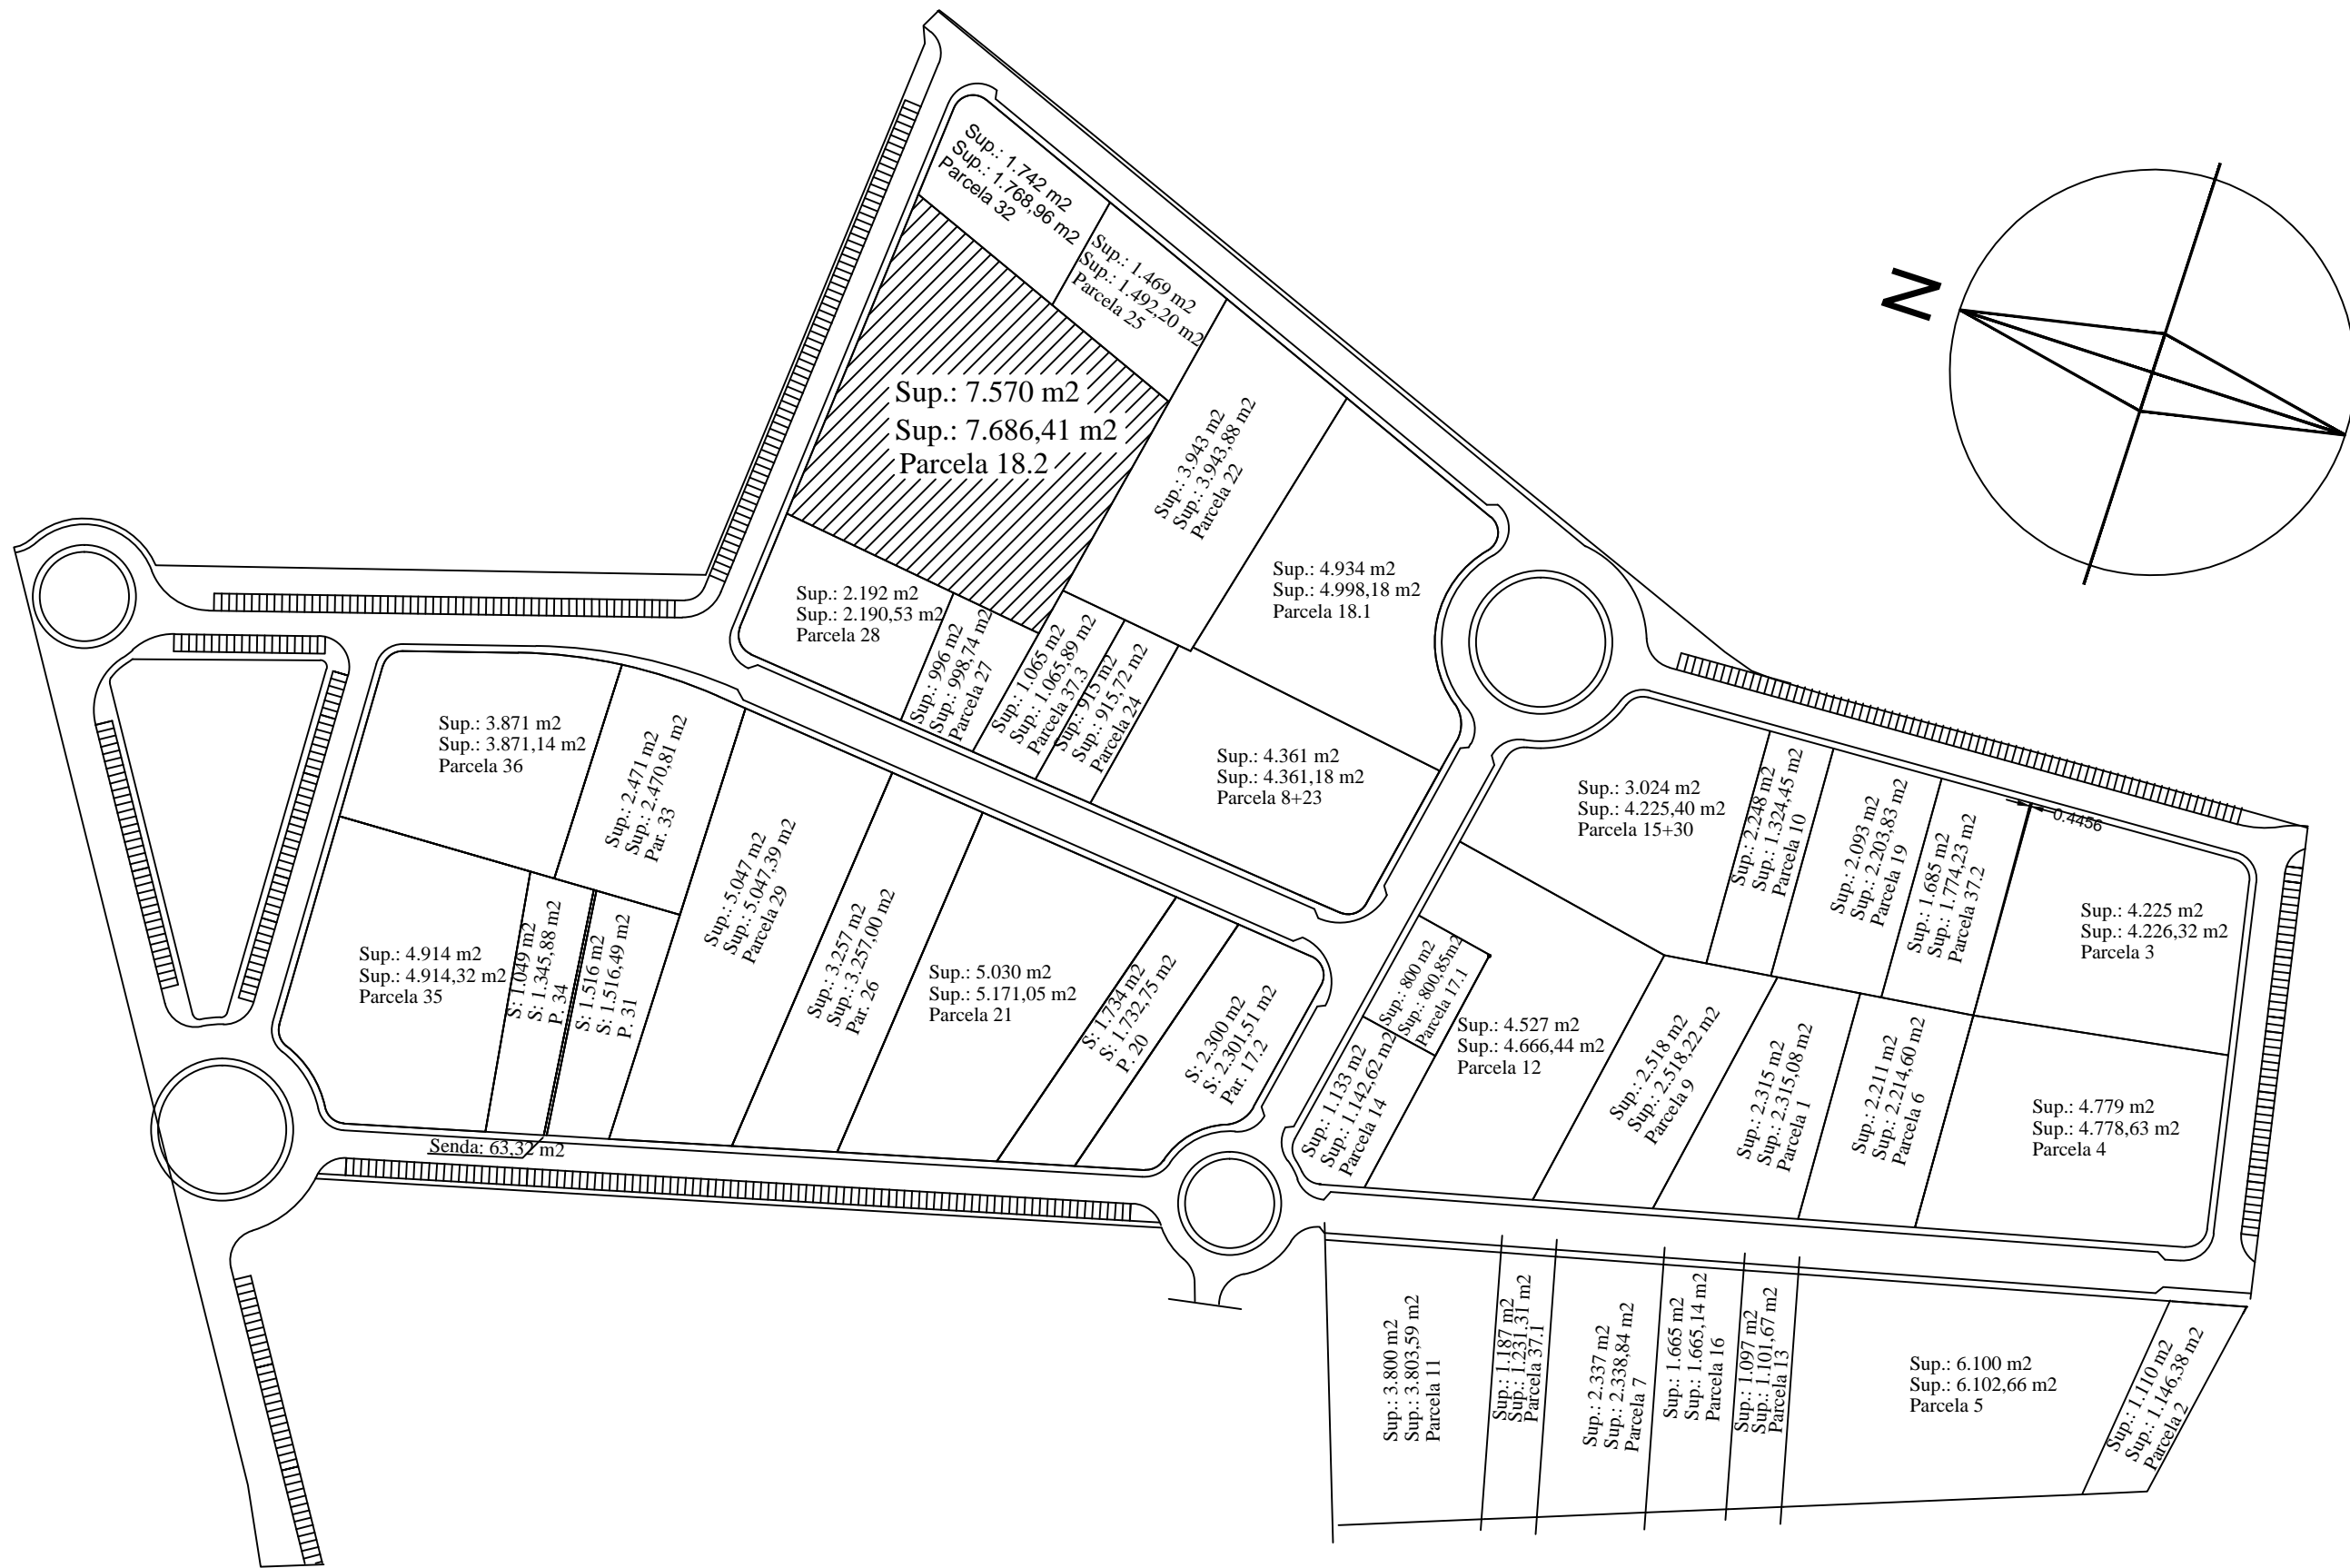 Sup.: 1.742 m2
Sup.: 1.768,96 m2
Parcela 32
Sup.: 1.469 m2
Sup.: 1.492,20 m2
Parcela 25
N
Sup.: 7.570 m2
Sup.: 7.686,41 m2
Parcela 18.2
Sup.: 3.943 m2
Sup.: 3.943,88 m2
Parcela 22
Sup.: 4.934 m2
Sup.: 4.998,18 m2
Parcela 18.1
Sup.: 2.192 m2
Sup.: 2.190,53 m2
Parcela 28
Sup.: 996 m2
Sup.: 998,74 m2
Parcela 27
Sup.: 1.065 m2
Sup.: 1.065,89 m2
Parcela 37.3
Sup.: 915 m2
Sup.: 915,72 m2
Parcela 24
Sup.: 4.361 m2
Sup.: 4.361,18 m2
Parcela 8+23
Sup.: 3.871 m2
Sup.: 3.871,14 m2
Parcela 36
Sup.: 2.471 m2
Sup.: 2.470,81 m2
Par. 33
Sup.: 5.047 m2
Sup.: 5.047,39 m2
Parcela 29
Sup.: 3.257 m2
Sup.: 3.257,00 m2
Par. 26
Sup.: 5.030 m2
Sup.: 5.171,05 m2
Parcela 21
S: 1.734 m2
S: 1.732,75 m2
P. 20
S: 2.300 m2
S: 2.301,51 m2
Par. 17.2
Sup.: 4.914 m2
Sup.: 4.914,32 m2
Parcela 35
S: 1.049 m2
S: 1.345,88 m2
P. 34
S: 1.516 m2
S: 1.516,49 m2
P. 31
Senda: 63,32 m2
Sup.: 3.024 m2
Sup.: 4.225,40 m2
Parcela 15+30
Sup.: 2.248 m2
Sup.: 1.324,45 m2
Parcela 10
Sup.: 2.093 m2
Sup.: 2.203,83 m2
Parcela 19
Sup.: 1.685 m2
Sup.: 1.774,23 m2
Parcela 37.2
0.4456
Sup.: 4.225 m2
Sup.: 4.226,32 m2
Parcela 3
Sup.: 800 m2
Sup.: 800,85m2
Parcela 17.1
Sup.: 1.133 m2
Sup.: 1.142,62 m2
Parcela 14
Sup.: 4.527 m2
Sup.: 4.666,44 m2
Parcela 12
Sup.: 2.518 m2
Sup.: 2.518,22 m2
Parcela 9
Sup.: 2.315 m2
Sup.: 2.315,08 m2
Parcela 1
Sup.: 2.211 m2
Sup.: 2.214,60 m2
Parcela 6
Sup.: 4.779 m2
Sup.: 4.778,63 m2
Parcela 4
Sup.: 3.800 m2
Sup.: 3.803,59 m2
Parcela 11
Sup.: 1.187 m2
Sup.: 1.231.31 m2
Parcela 37.1
Sup.: 2.337 m2
Sup.: 2.338,84 m2
Parcela 7
Sup.: 1.665 m2
Sup.: 1.665,14 m2
Parcela 16
Sup.: 1.097 m2
Sup.: 1.101,67 m2
Parcela 13
Sup.: 6.100 m2
Sup.: 6.102,66 m2
Parcela 5
Sup.: 1.110 m2
Sup.: 1.146,38 m2
Parcela 2